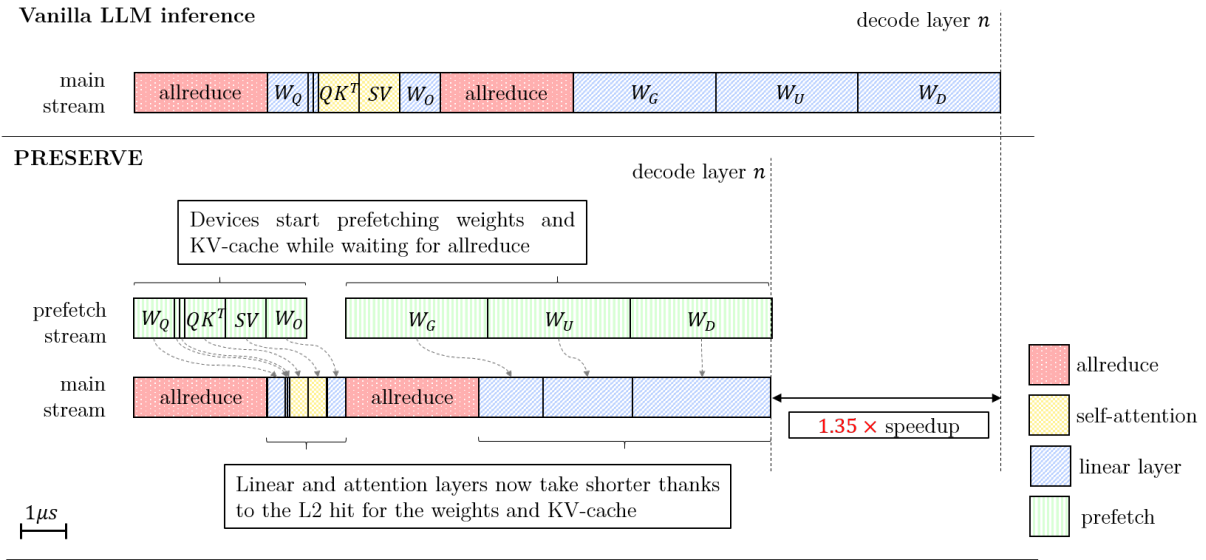 Vanilla LLM inference
decode layer n
main
stream
allreduce W_Q QK^T SV W_O allreduce W_G W_U W_D
PRESERVE
decode layer n
Devices start prefetching weights and
KV-cache while waiting for allreduce
prefetch
stream
W_Q QK^T SV W_O W_G W_U W_D
main
stream
allreduce allreduce
1.35 × speedup
Linear and attention layers now take shorter thanks
to the L2 hit for the weights and KV-cache
1μs
allreduce
self-attention
linear layer
prefetch